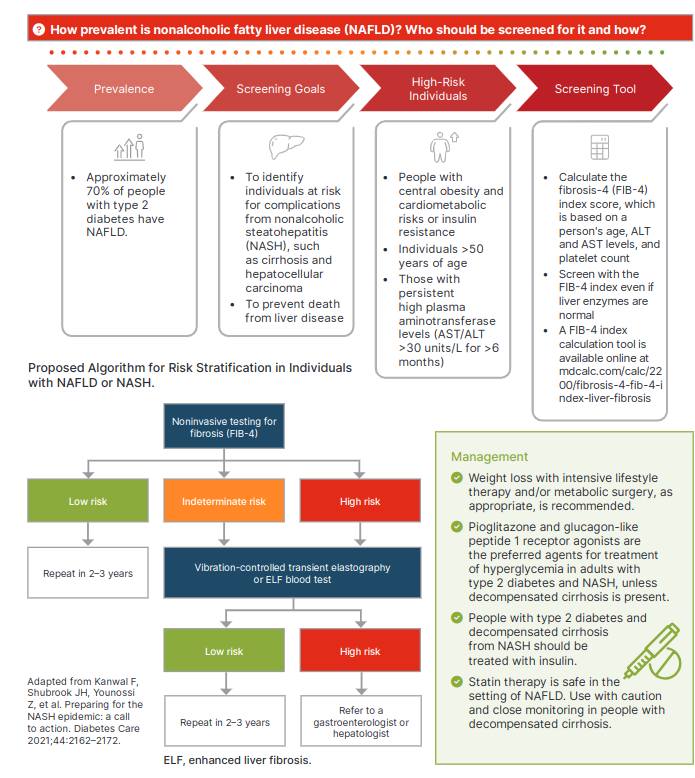 ? How prevalent is nonalcoholic fatty liver disease (NAFLD)? Who should be screened for it and how?
Prevalence
Screening Goals
High-Risk
Individuals
Screening Tool
• Approximately
70% of people
with type 2
diabetes have
NAFLD.
• To identify
individuals at risk
for complications
from nonalcoholic
steatohepatitis
(NASH), such
as cirrhosis and
hepatocellular
carcinoma
• To prevent death
from liver disease
• People with
central obesity and
cardiometabolic
risks or insulin
resistance
• Individuals >50
years of age
• Those with
persistent
high plasma
aminotransferase
levels (AST/ALT
>30 units/L for >6
months)
• Calculate the
fibrosis-4 (FIB-4)
index score, which
is based on a
person's age, ALT
and AST levels, and
platelet count
• Screen with the
FIB-4 index even if
liver enzymes are
normal
• A FIB-4 index
calculation tool is
available online at
mdcalc.com/calc/22
00/fibrosis-4-fib-4-i
ndex-liver-fibrosis
Proposed Algorithm for Risk Stratification in Individuals
with NAFLD or NASH.
Noninvasive testing for
fibrosis (FIB-4)
Low risk
Indeterminate risk
High risk
Repeat in 2–3 years
Vibration-controlled transient elastography
or ELF blood test
Low risk
High risk
Repeat in 2–3 years
Refer to a
gastroenterologist or
hepatologist
Adapted from Kanwal F,
Shubrook JH, Younossi
Z, et al. Preparing for the
NASH epidemic: a call
to action. Diabetes Care
2021;44:2162–2172.
ELF, enhanced liver fibrosis.
Management
Weight loss with intensive lifestyle
therapy and/or metabolic surgery, as
appropriate, is recommended.
Pioglitazone and glucagon-like
peptide 1 receptor agonists are
the preferred agents for treatment
of hyperglycemia in adults with
type 2 diabetes and NASH, unless
decompensated cirrhosis is present.
People with type 2 diabetes and
decompensated cirrhosis
from NASH should be
treated with insulin.
Statin therapy is safe in the
setting of NAFLD. Use with caution
and close monitoring in people with
decompensated cirrhosis.